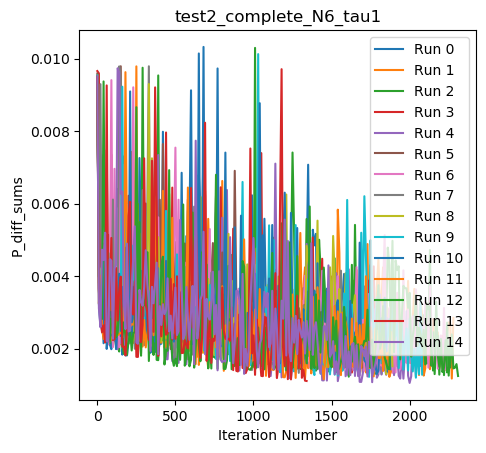 test2_complete_N6_tau1
P_diff_sums
0.010
0.008
0.006
0.004
0.002
0
500
1000
1500
2000
Iteration Number
Run 0
Run 1
Run 2
Run 3
Run 4
Run 5
Run 6
Run 7
Run 8
Run 9
Run 10
Run 11
Run 12
Run 13
Run 14